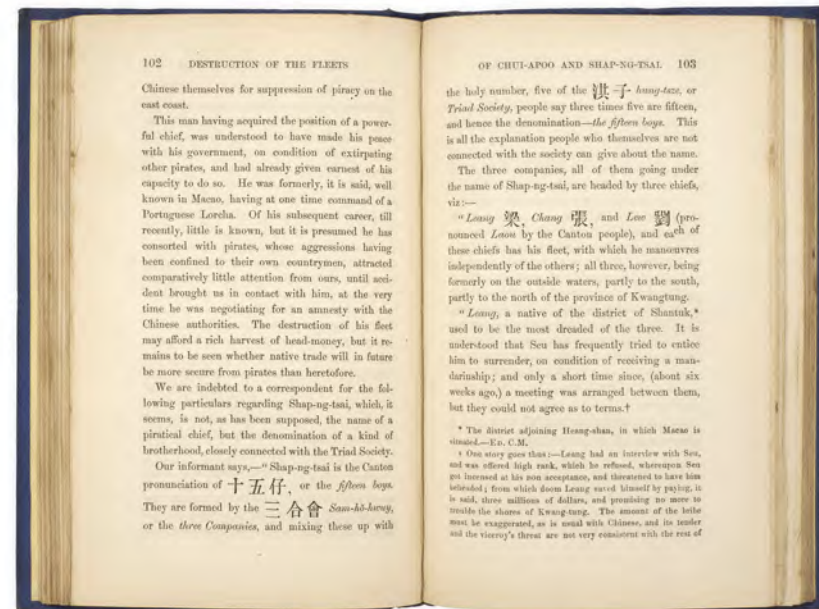 102 DESTRUCTION OF THE FLEETS
Chinese themselves for suppression of piracy on the
east coast.
This man having acquired the position of a power-
ful chief, was understood to have made his peace
with his government, on condition of extirpating
other pirates, and had already given earnest of his
capacity to do so. He was formerly, it is said, well
known in Macao, having at one time command of a
Portuguese Lorcha. Of his subsequent career, till
recently, little is known, but it is presumed he has
consorted with pirates, whose aggressions having
been confined to their own countrymen, attracted
comparatively little attention from ours, until acci-
dent brought us in contact with him, at the very
time he was negotiating for an amnesty with the
Chinese authorities. The destruction of his fleet
may afford a rich harvest of head-money, but it re-
mains to be seen whether native trade will in future
be more secure from pirates than heretofore.
We are indebted to a correspondent for the fol-
lowing particulars regarding Shap-ng-tsai, which, it
seems, is not, as has been supposed, the name of a
piratical chief, but the denomination of a kind of
brotherhood, closely connected with the Triad Society.
Our informant says,—"Shap-ng-tsai is the Canton
pronunciation of 十五仔, or the fifteen boys.
They are formed by the 三合會 Sam-hŏ-hwuy,
or the three Companies, and mixing these up with
OF CHUI-APOO AND SHAP-NG-TSAI. 103
the holy number, five of the 洪子 hung-tsze, or
Triad Society, people say three times five are fifteen,
and hence the denomination—the fifteen boys. This
is all the explanation people who themselves are not
connected with the society can give about the name.
The three companies, all of them going under
the name of Shap-ng-tsai, are headed by three chiefs,
viz:—
"Leang 梁, Chang 張, and Lew 劉 (pro-
nounced Laou by the Canton people), and each of
these chiefs has his fleet, with which he manœuvres
independently of the others; all three, however, being
formerly on the outside waters, partly to the south,
partly to the north of the province of Kwangtung.
"Leang, a native of the district of Shantuk,*
used to be the most dreaded of the three. It is
understood that Seu has frequently tried to entice
him to surrender, on condition of receiving a man-
darinship; and only a short time since, (about six
weeks ago,) a meeting was arranged between them,
but they could not agree as to terms.†
* The district adjoining Heang-shan, in which Macao is
situated.—ED. C.M.
† One story goes thus:—Leang had an interview with Seu,
and was offered high rank, which he refused, whereupon Seu
got incensed at his non acceptance, and threatened to have him
beheaded; from which doom Leang saved himself by paying, it
is said, three millions of dollars, and promising no more to
trouble the shores of Kwang-tung. The amount of the bribe
must be exaggerated, as is usual with Chinese, and its tender
and the viceroy's threat are not very consistent with the rest of